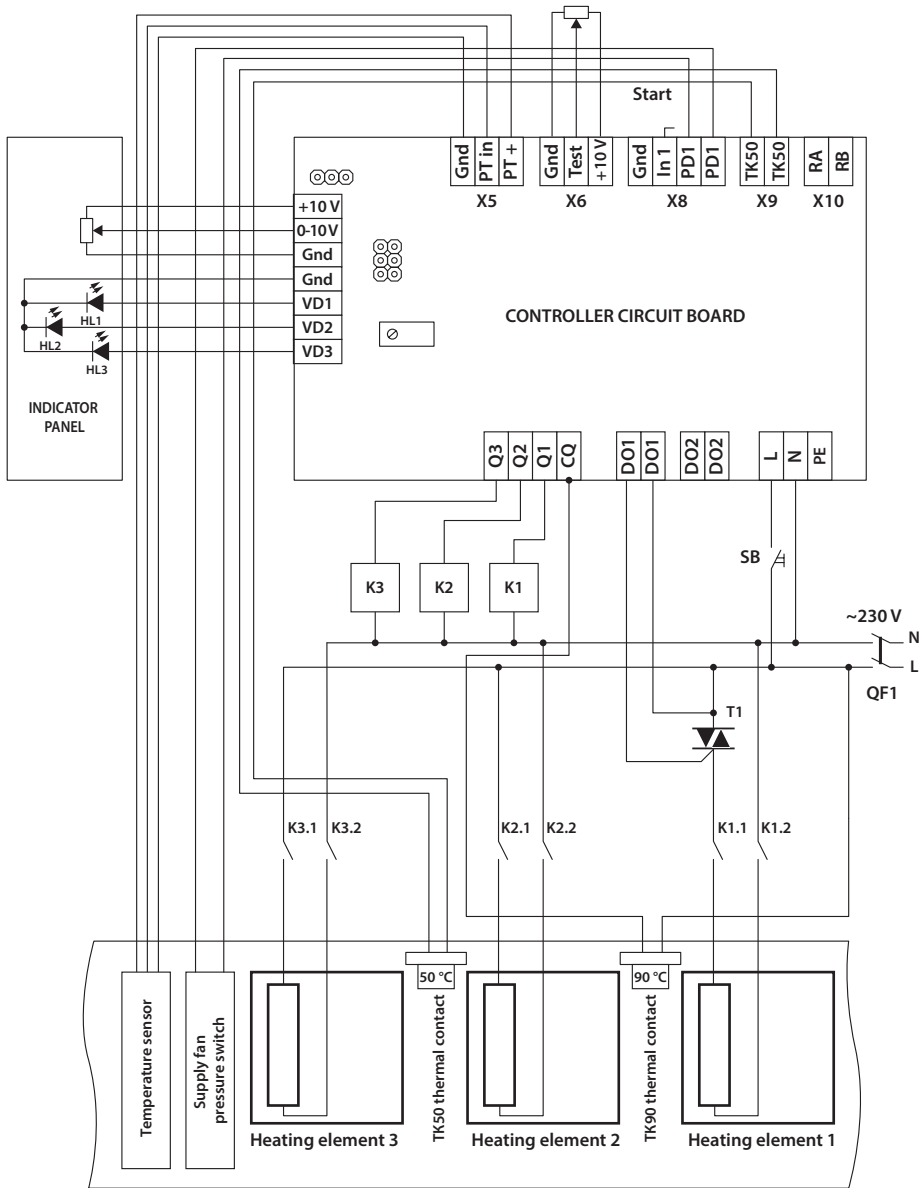 Start
Gnd
PT in
PT +
X5
Gnd
Test
+10 V
X6
Gnd
In 1
PD1
PD1
X8
TK50
TK50
X9
RA
RB
X10
+10 V
0-10V
Gnd
Gnd
VD1
VD2
VD3
HL1
HL2
HL3
INDICATOR
PANEL
CONTROLLER CIRCUIT BOARD
Q3
Q2
Q1
CQ
DO1
DO1
DO2
DO2
L
N
PE
SB
K3
K2
K1
~230 V
N
L
QF1
T1
K3.1
K3.2
K2.1
K2.2
K1.1
K1.2
Temperature sensor
Supply fan
pressure switch
Heating element 3
50 °C
TK50 thermal contact
Heating element 2
90 °C
TK90 thermal contact
Heating element 1